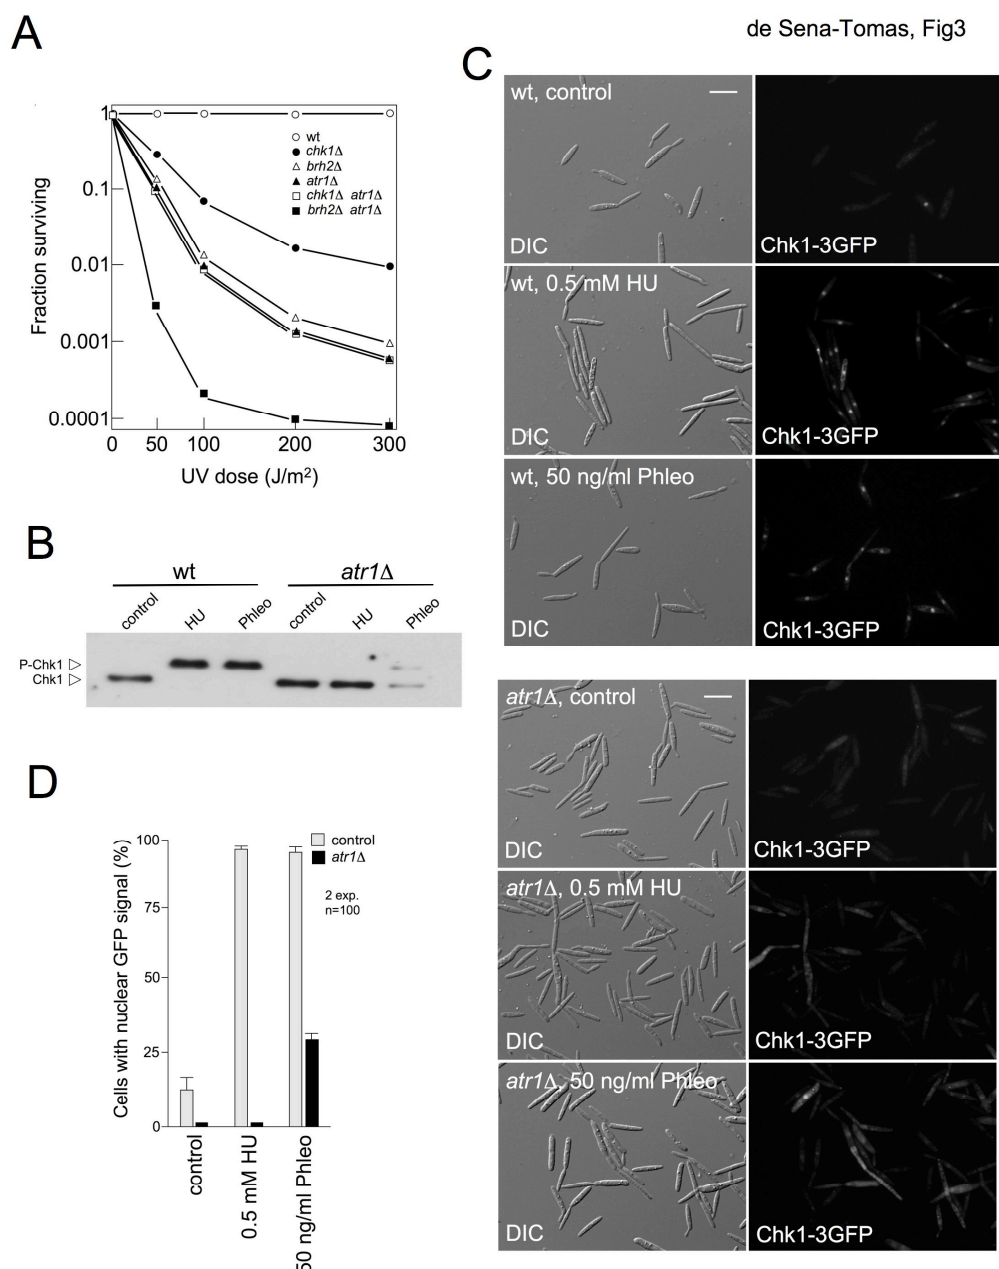 de Sena-Tomas, Fig3
A
1
0.1
0.01
0.001
0.0001
Fraction surviving
0 50 100 200 300
UV dose (J/m²)
wt
chk1Δ
brh2Δ
atr1Δ
chk1Δ atr1Δ
brh2Δ atr1Δ
B
wt atr1Δ
control HU Phleo control HU Phleo
P-Chk1
Chk1
C
wt, control
DIC Chk1-3GFP
wt, 0.5 mM HU
DIC Chk1-3GFP
wt, 50 ng/ml Phleo
DIC Chk1-3GFP
atr1Δ, control
DIC Chk1-3GFP
atr1Δ, 0.5 mM HU
DIC Chk1-3GFP
atr1Δ, 50 ng/ml Phleo
DIC Chk1-3GFP
D
Cells with nuclear GFP signal (%)
100
75
50
25
0
control
atr1Δ
2 exp.
n=100
control
0.5 mM HU
50 ng/ml Phleo